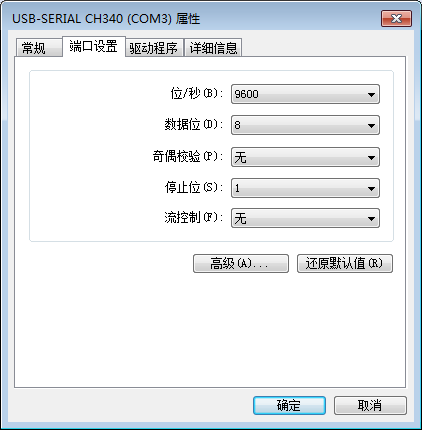 USB-SERIAL CH340 (COM3) 属性
常规 端口设置 驱动程序 详细信息
位/秒(B): 9600
数据位(D): 8
奇偶校验(P): 无
停止位(S): 1
流控制(F): 无
高级(A)... 还原默认值(R)
确定 取消